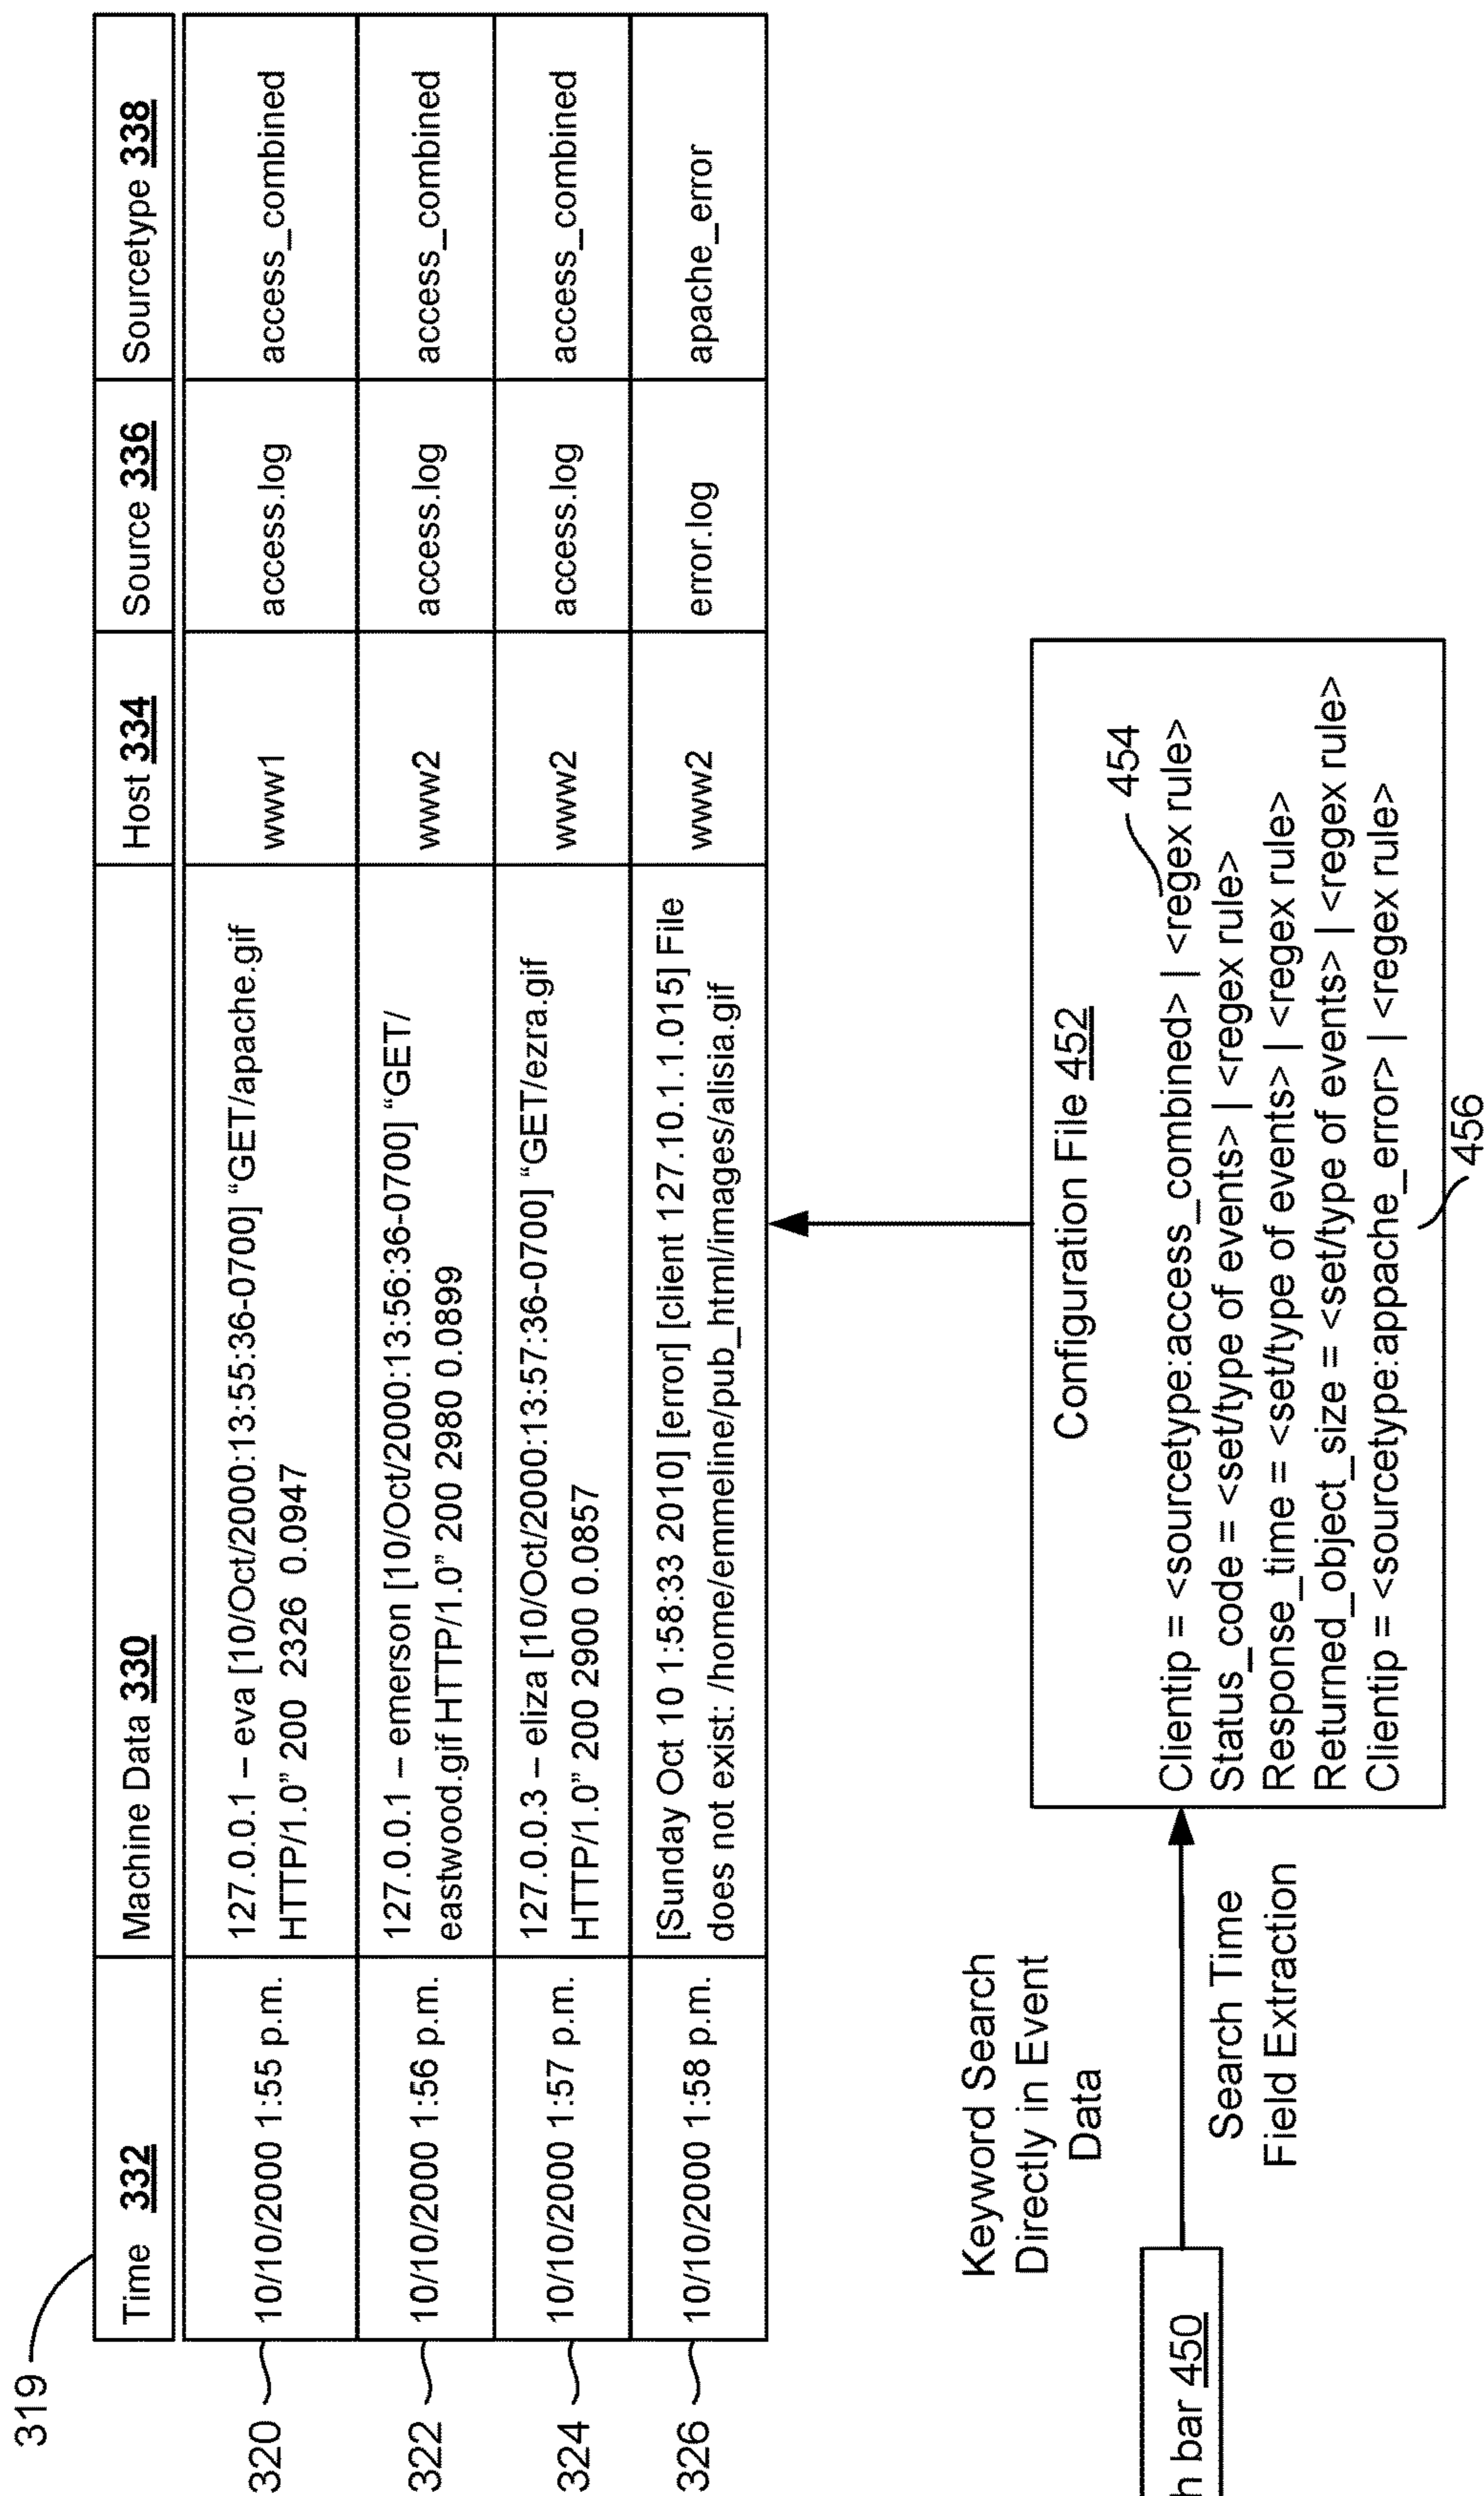 319
Time 332
Machine Data 330
Host 334
Source 336
Sourcetype 338
320
10/10/2000 1:55 p.m.
127.0.0.1 – eva [10/Oct/2000:13:55:36-0700] “GET/apache.gif
HTTP/1.0” 200 2326 0.0947
www1
access.log
access_combined
322
10/10/2000 1:56 p.m.
127.0.0.1 – emerson [10/Oct/2000:13:56:36-0700] “GET/
eastwood.gif HTTP/1.0” 200 2980 0.0899
www2
access.log
access_combined
324
10/10/2000 1:57 p.m.
127.0.0.3 – eliza [10/Oct/2000:13:57:36-0700] “GET/ezra.gif
HTTP/1.0” 200 2900 0.0857
www2
access.log
access_combined
326
10/10/2000 1:58 p.m.
[Sunday Oct 10 1:58:33 2010] [error] [client 127.10.1.1.015] File
does not exist: /home/emmeline/pub_html/images/alisia.gif
www2
error.log
apache_error
Keyword Search
Directly in Event
Data
h bar 450
Search Time
Field Extraction
Configuration File 452
454
Clientip = <sourcetype:access_combined> | <regex rule>
Status_code = <set/type of events> | <regex rule>
Response_time = <set/type of events> | <regex rule>
Returned_object_size = <set/type of events> | <regex rule>
Clientip = <sourcetype:appache_error> | <regex rule>
456